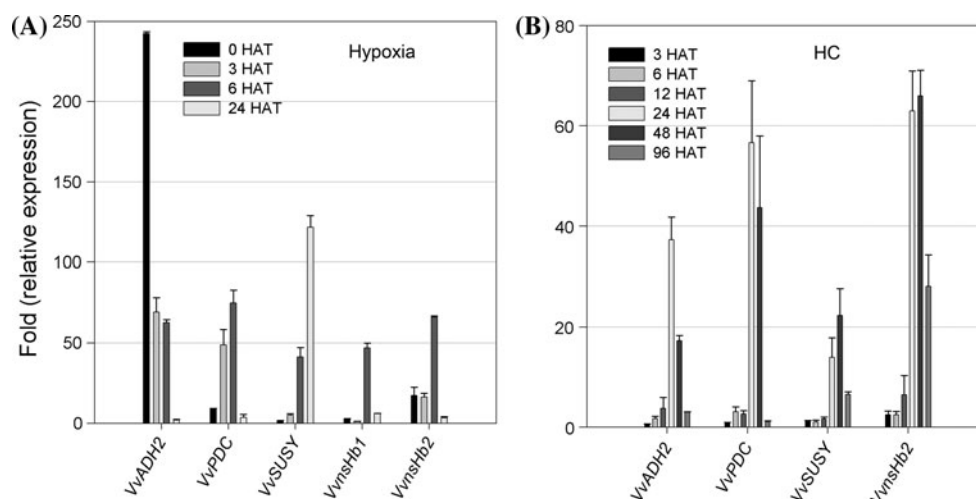 (A)
Hypoxia
0 HAT
3 HAT
6 HAT
24 HAT
Fold (relative expression)
250
200
150
100
50
0
VvADH2
VvPDC
VvSUSY
VvnsHb1
VvnsHb2
(B)
HC
3 HAT
6 HAT
12 HAT
24 HAT
48 HAT
96 HAT
80
60
40
20
0
VvADH2
VvPDC
VvSUSY
VvnsHb2